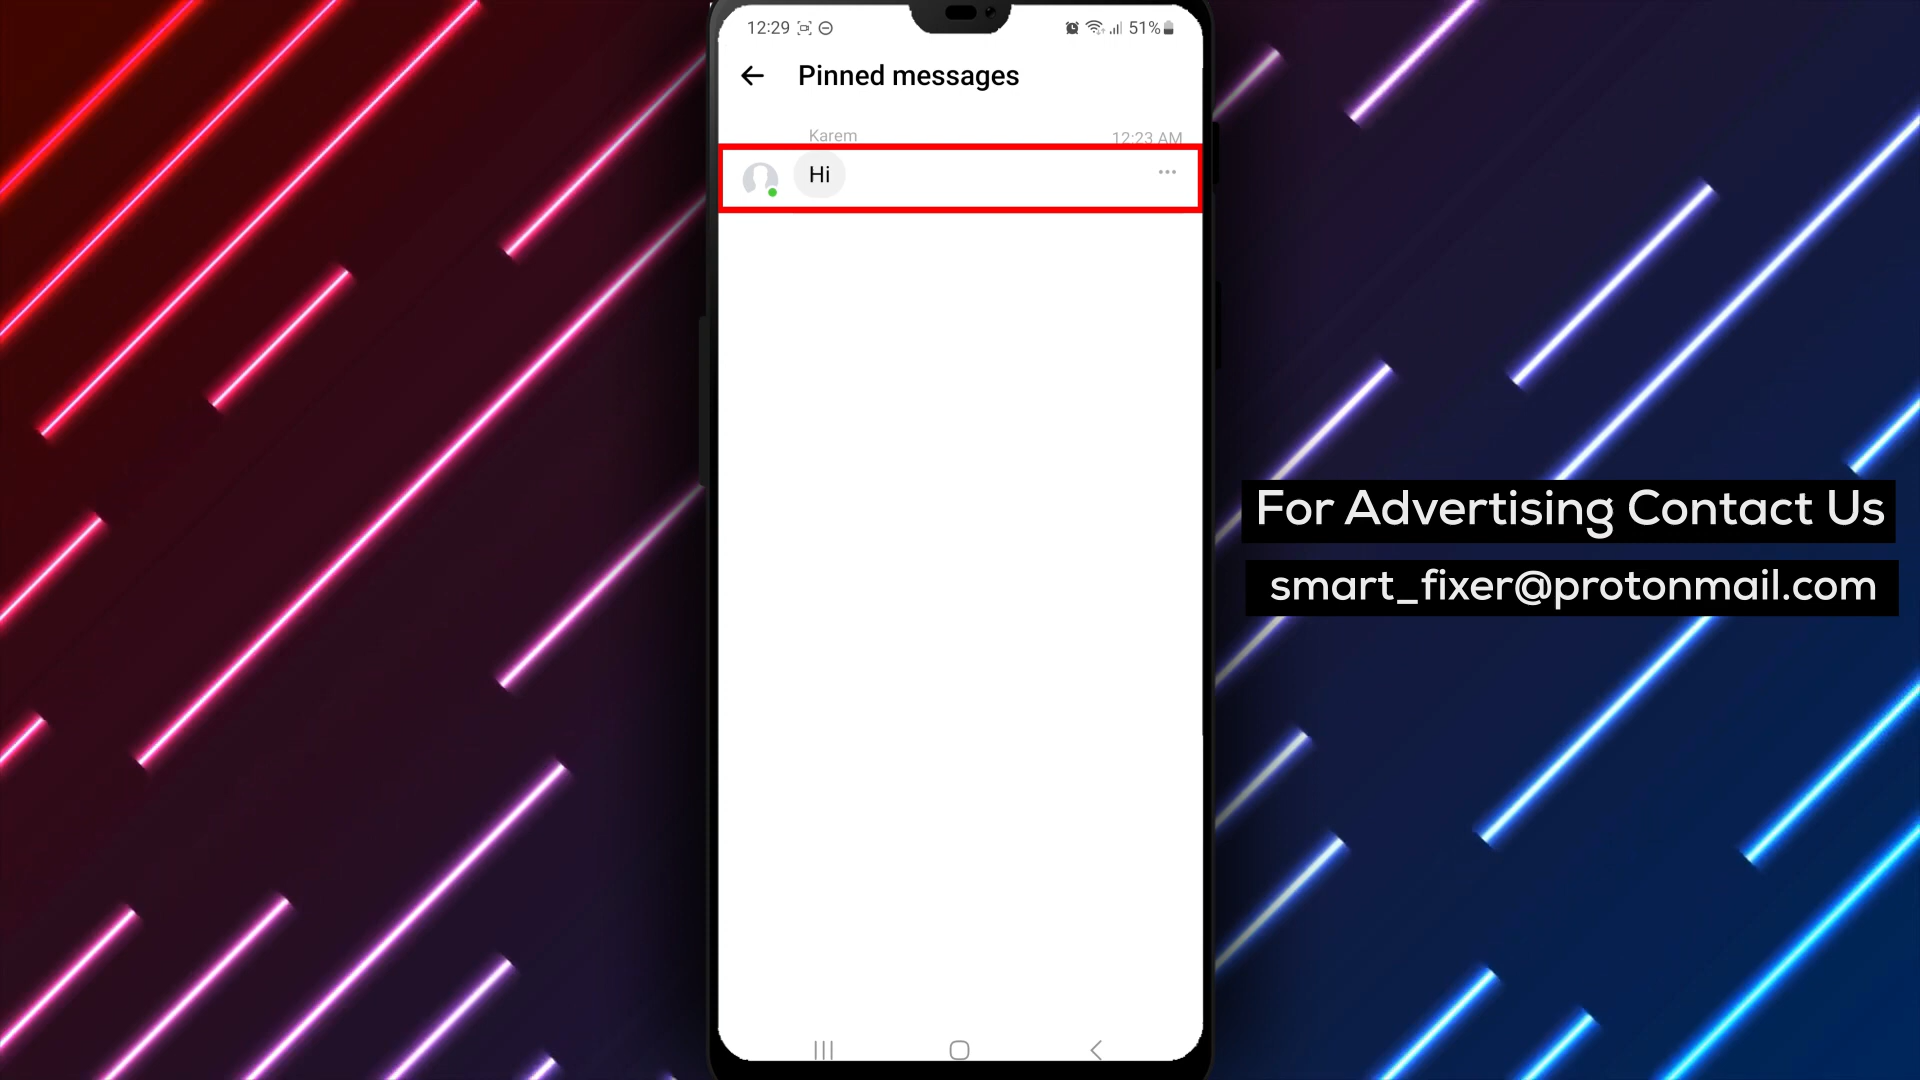 12:29
51%
Pinned messages
Karem
12:23 AM
Hi
For Advertising Contact Us
smart_fixer@protonmail.com